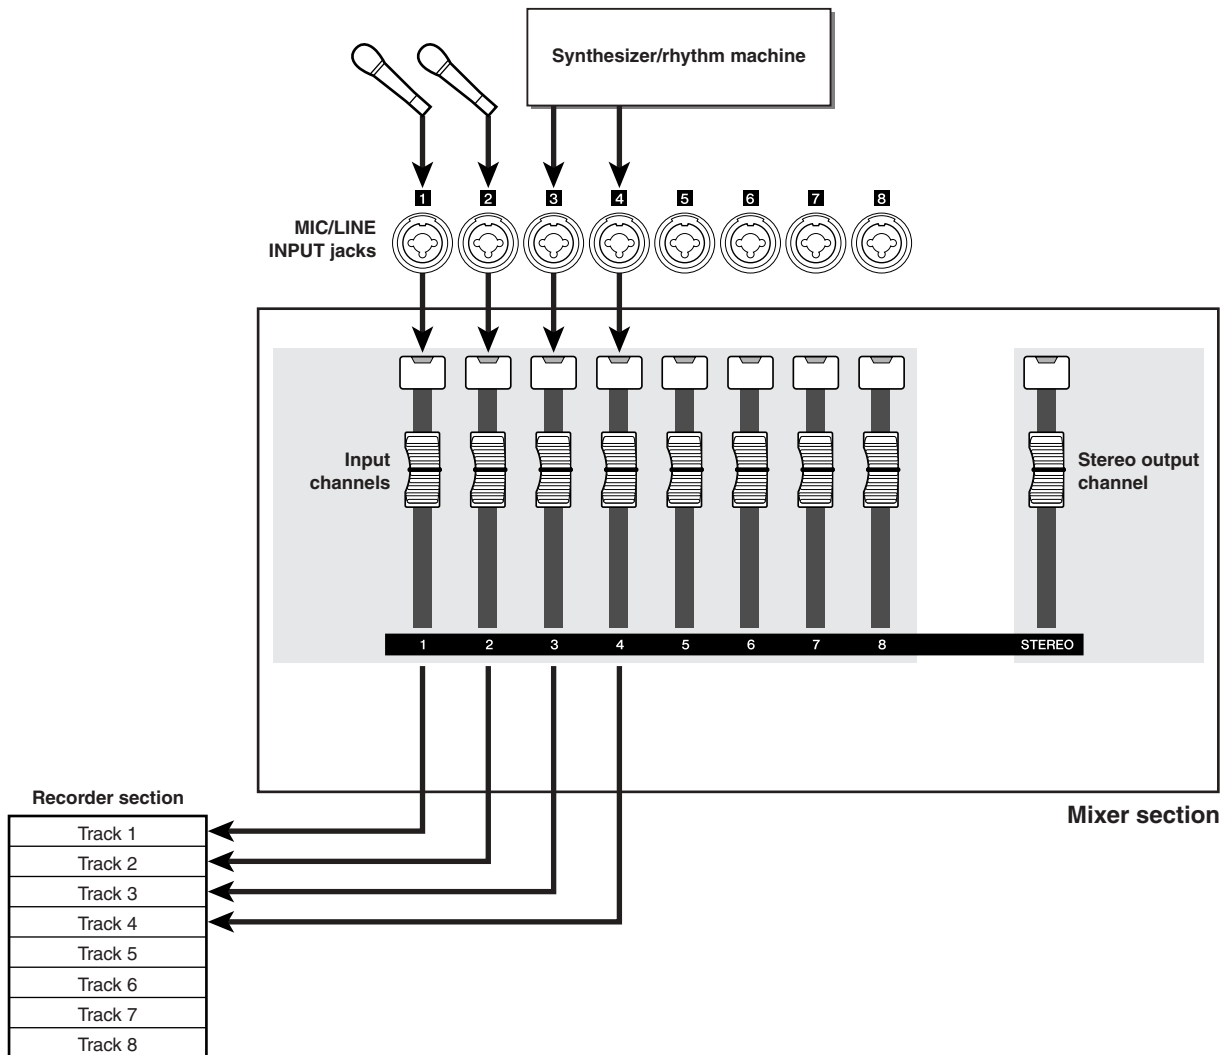 Synthesizer/rhythm machine
1 2 3 4 5 6 7 8
MIC/LINE
INPUT jacks
Input
channels
Stereo output
channel
1 2 3 4 5 6 7 8 STEREO
Mixer section
Recorder section
Track 1
Track 2
Track 3
Track 4
Track 5
Track 6
Track 7
Track 8